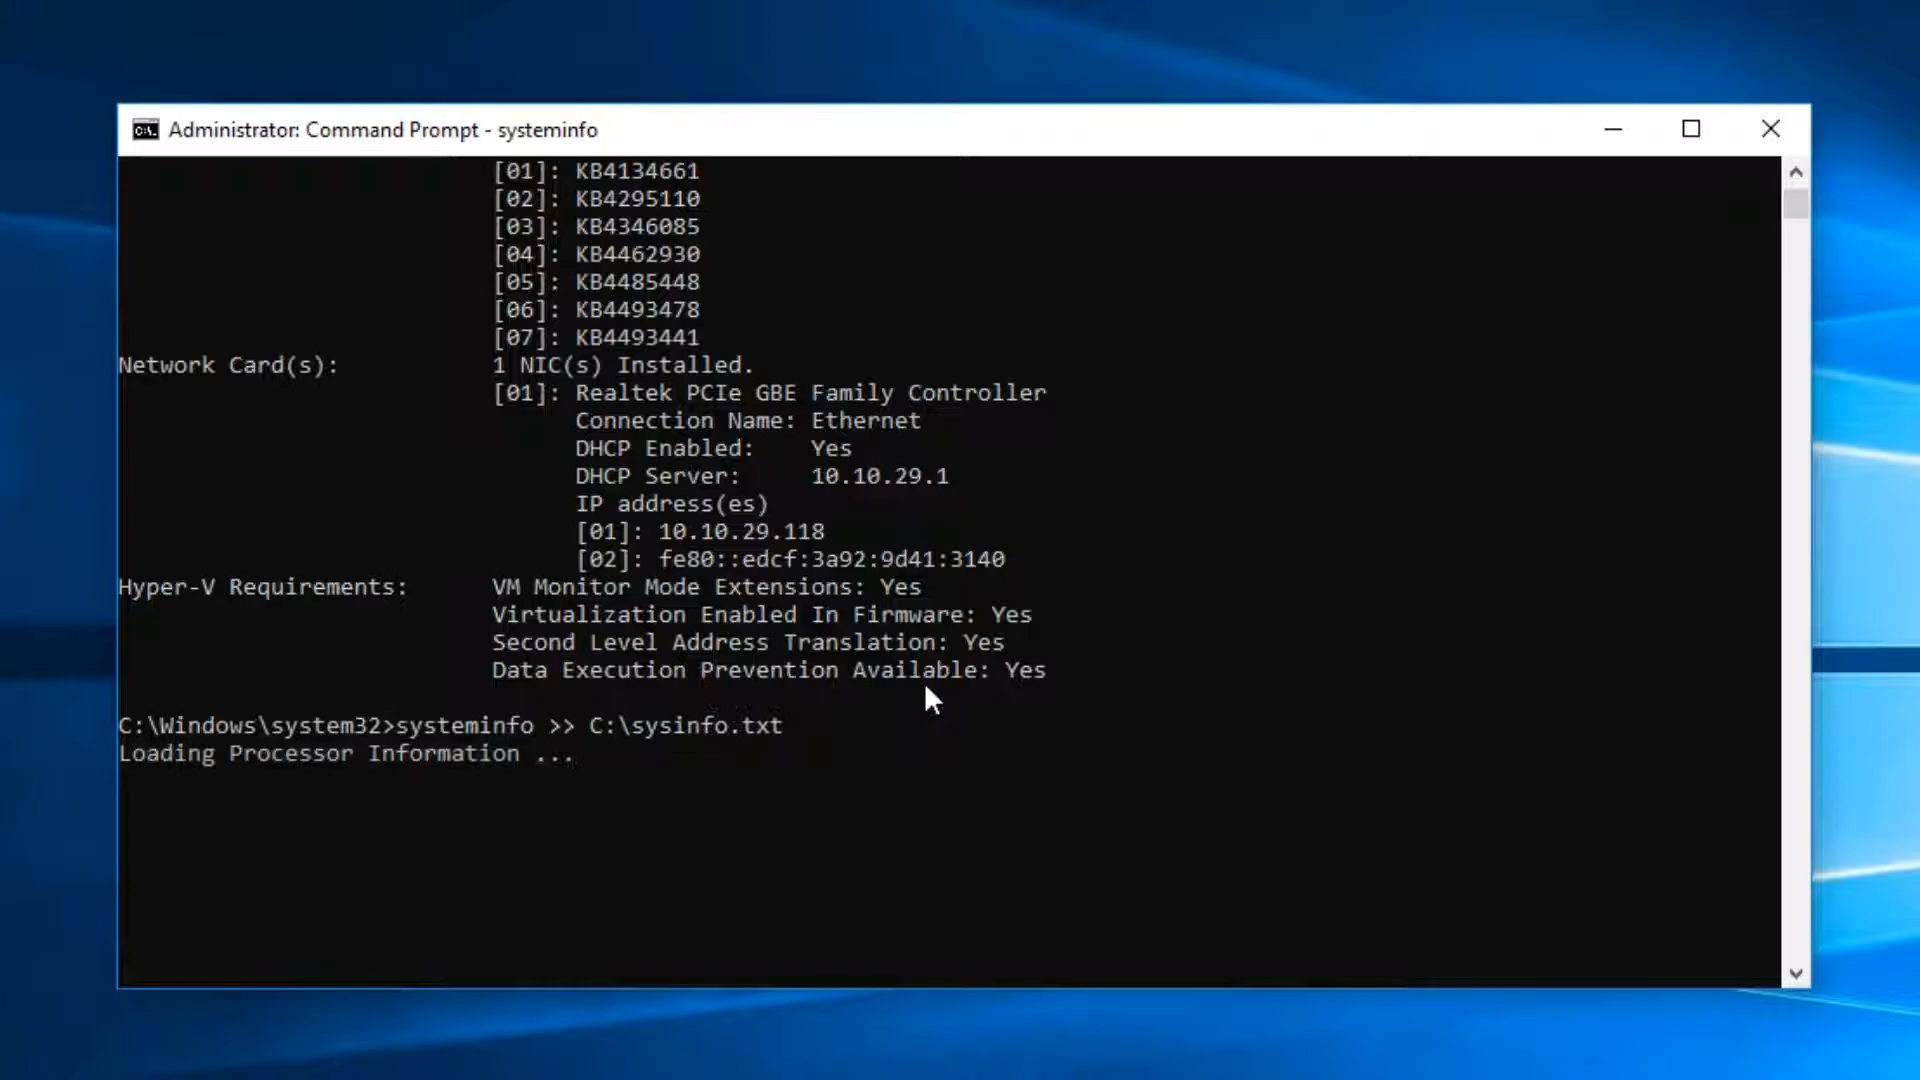 Administrator: Command Prompt - systeminfo
[01]: KB4134661
[02]: KB4295110
[03]: KB4346085
[04]: KB4462930
[05]: KB4485448
[06]: KB4493478
[07]: KB4493441
Network Card(s): 1 NIC(s) Installed.
[01]: Realtek PCIe GBE Family Controller
Connection Name: Ethernet
DHCP Enabled: Yes
DHCP Server: 10.10.29.1
IP address(es)
[01]: 10.10.29.118
[02]: fe80::edcf:3a92:9d41:3140
Hyper-V Requirements: VM Monitor Mode Extensions: Yes
Virtualization Enabled In Firmware: Yes
Second Level Address Translation: Yes
Data Execution Prevention Available: Yes
C:\Windows\system32>systeminfo >> C:\sysinfo.txt
Loading Processor Information ...